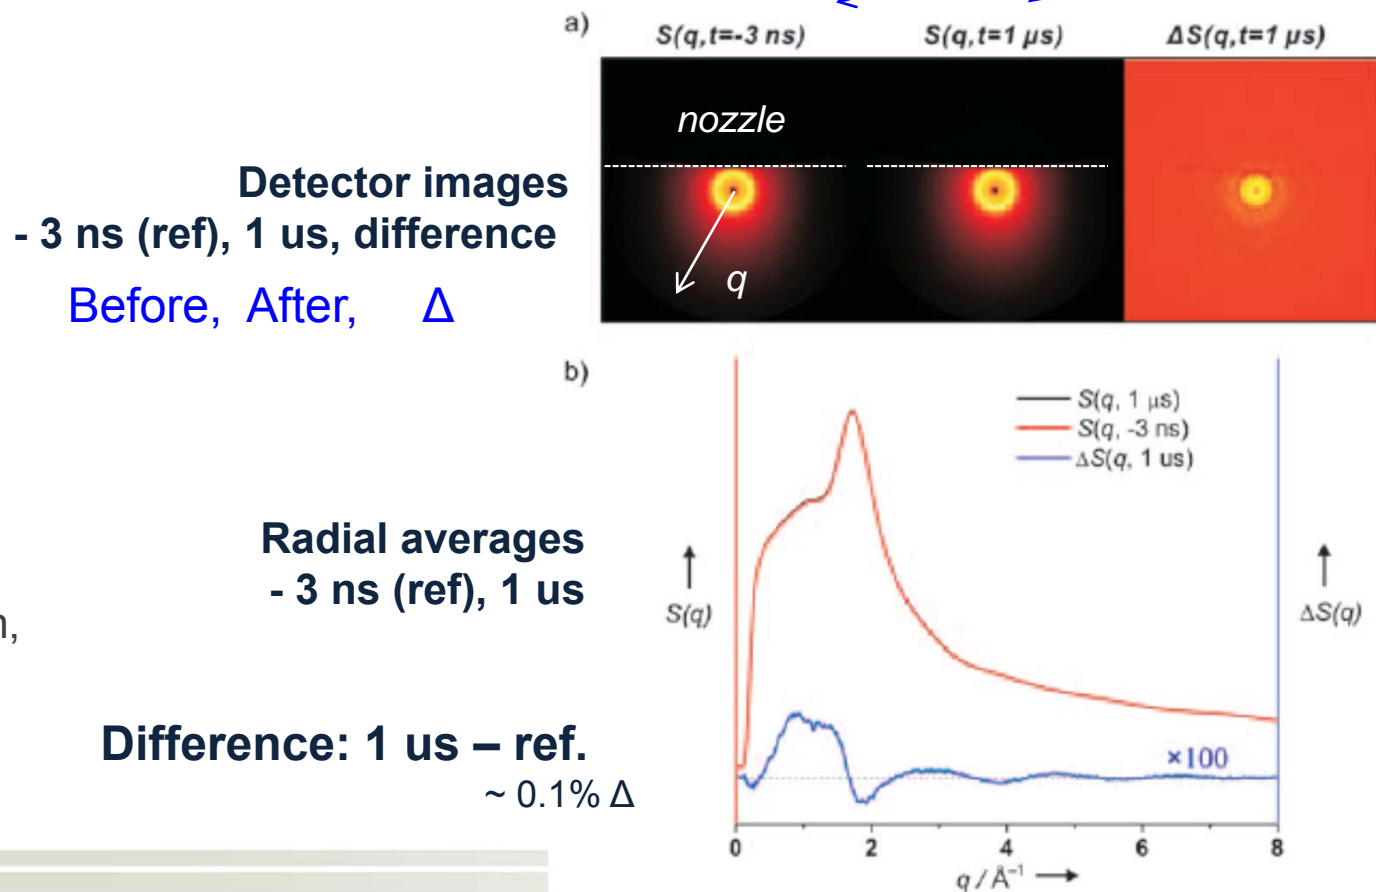 a)
S(q,t=-3 ns) S(q,t=1 μs) ΔS(q,t=1 μs)
nozzle
q
Detector images
- 3 ns (ref), 1 us, difference
Before, After, Δ
b)
S(q, 1 μs)
S(q, -3 ns)
ΔS(q, 1 us)
Radial averages
- 3 ns (ref), 1 us
S(q)
ΔS(q)
Difference: 1 us – ref.
~ 0.1% Δ
×100
0 2 4 6 8
q / Å⁻¹